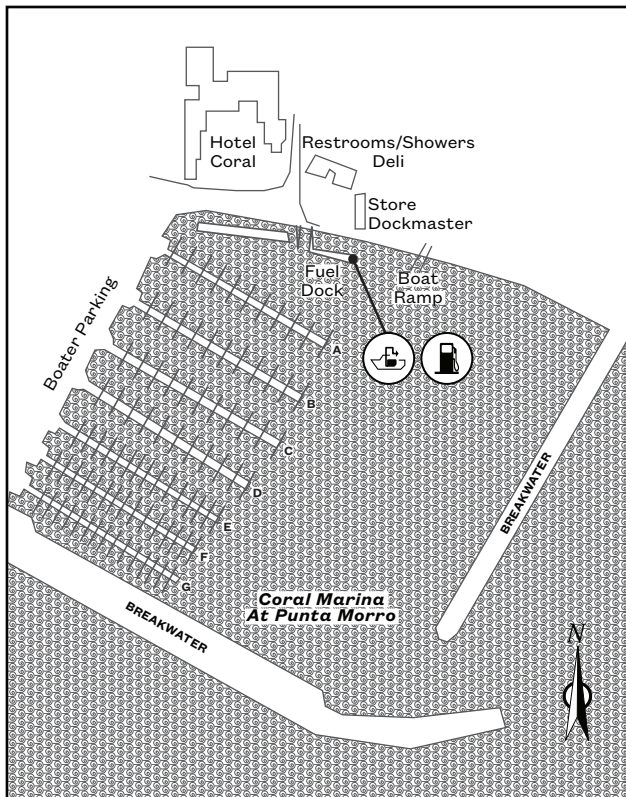 Hotel
Coral
Restrooms/Showers
Deli
Store
Dockmaster
Fuel
Dock
Boat
Ramp
Boater Parking
A
B
C
D
E
F
G
BREAKWATER
BREAKWATER
Coral Marina
At Punta Morro
N